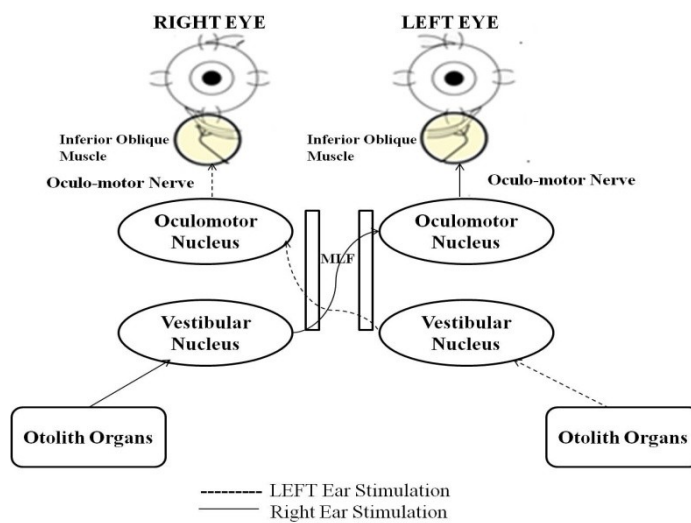 RIGHT EYE
LEFT EYE
Inferior Oblique
Muscle
Inferior Oblique
Muscle
Oculo-motor Nerve
Oculo-motor Nerve
Oculomotor
Nucleus
Oculomotor
Nucleus
MLF
Vestibular
Nucleus
Vestibular
Nucleus
Otolith Organs
Otolith Organs
LEFT Ear Stimulation
Right Ear Stimulation